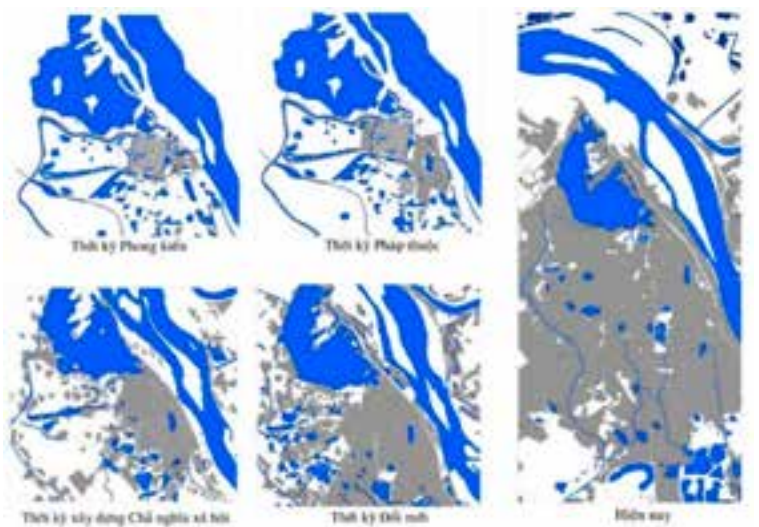 Thời kỳ Phong kiến
Thời kỳ Pháp thuộc
Thời kỳ xây dựng Chủ nghĩa xã hội
Thời kỳ Đổi mới
Hiện nay